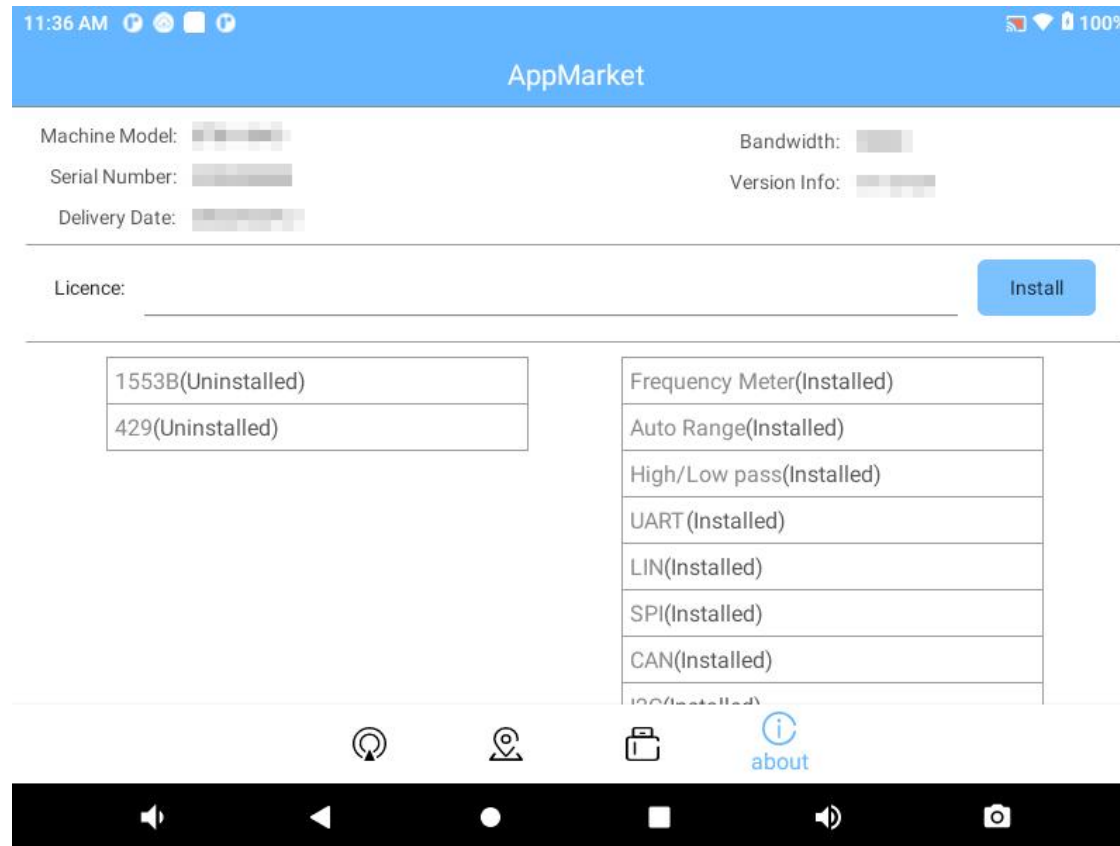 11:36 AM
100%
AppMarket
Machine Model:
Bandwidth:
Serial Number:
Version Info:
Delivery Date:
Licence:
Install
1553B(Uninstalled)
429(Uninstalled)
Frequency Meter(Installed)
Auto Range(Installed)
High/Low pass(Installed)
UART(Installed)
LIN(Installed)
SPI(Installed)
CAN(Installed)
about